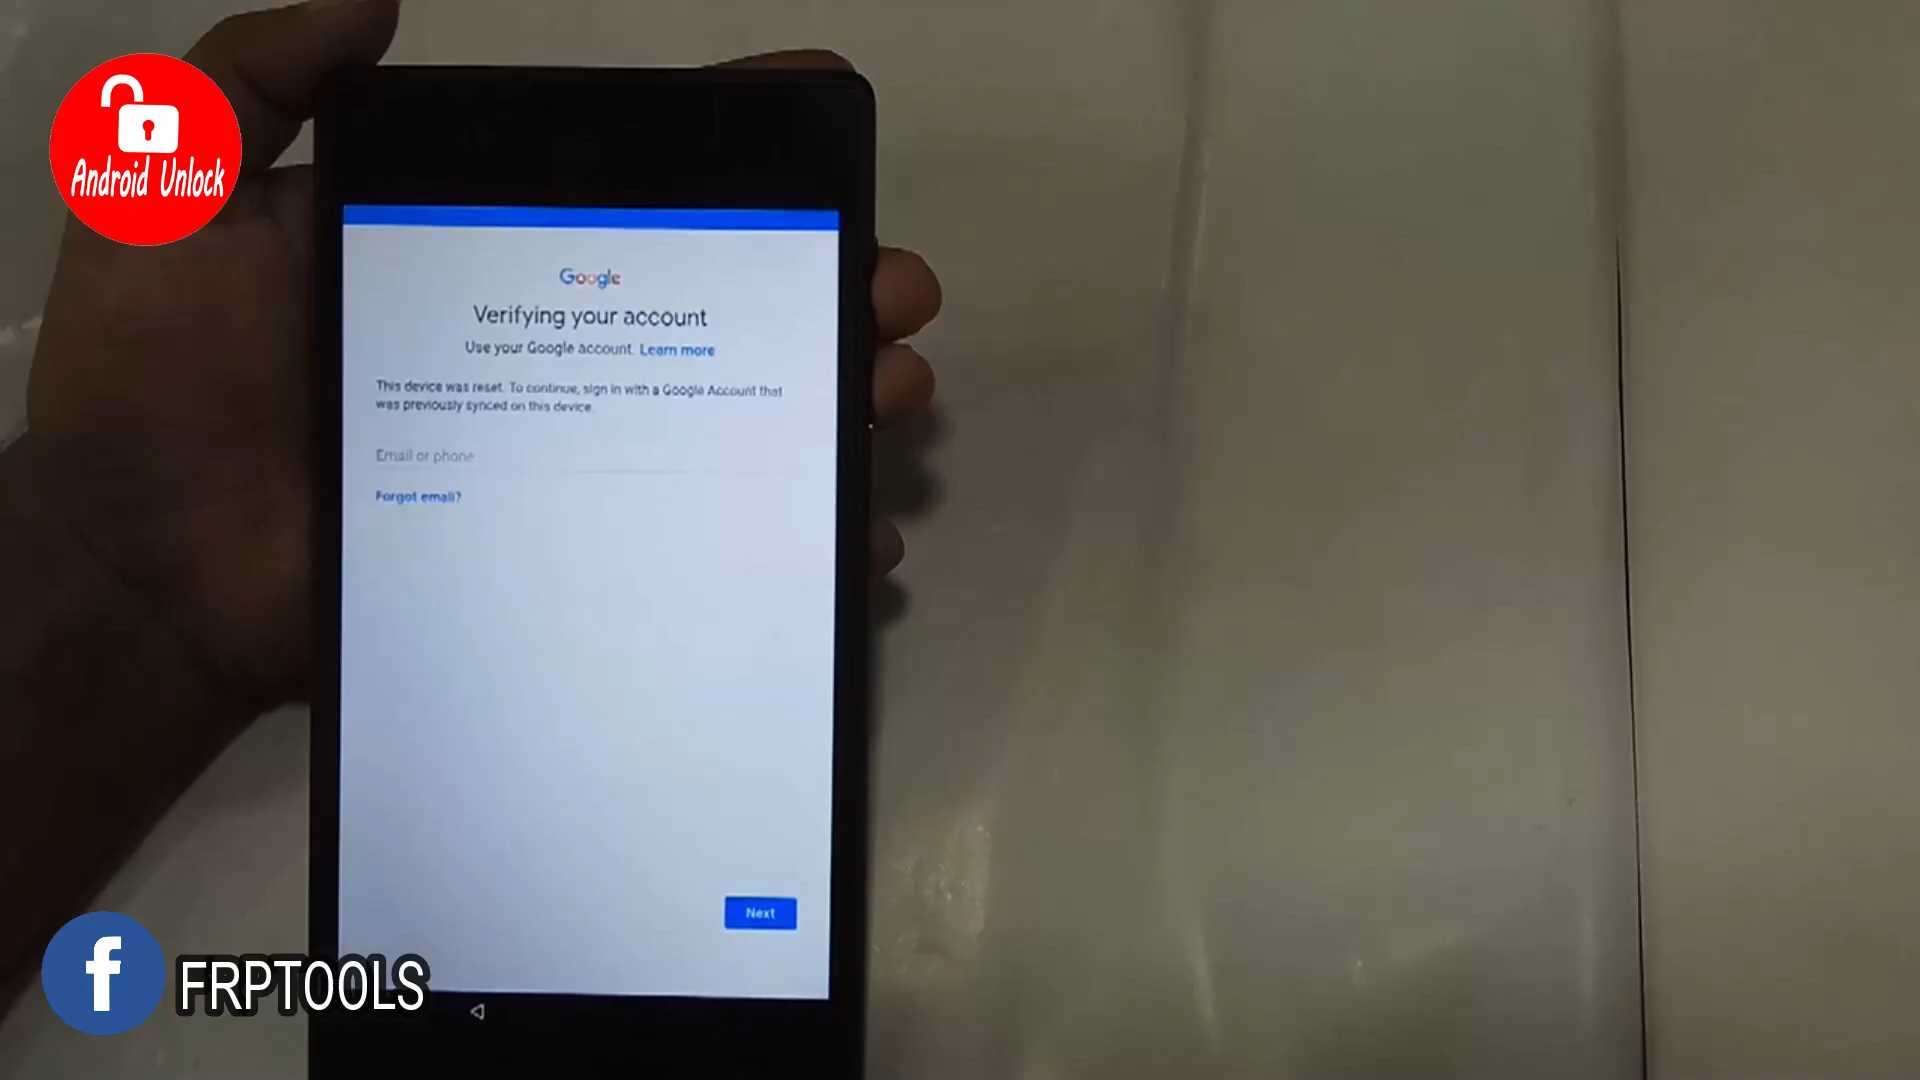 Android Unlock
Google
Verifying your account
Use your Google account. Learn more
This device was reset. To continue, sign in with a Google Account that
was previously synced on this device.
Email or phone
Forgot email?
Next
f FRPTOOLS